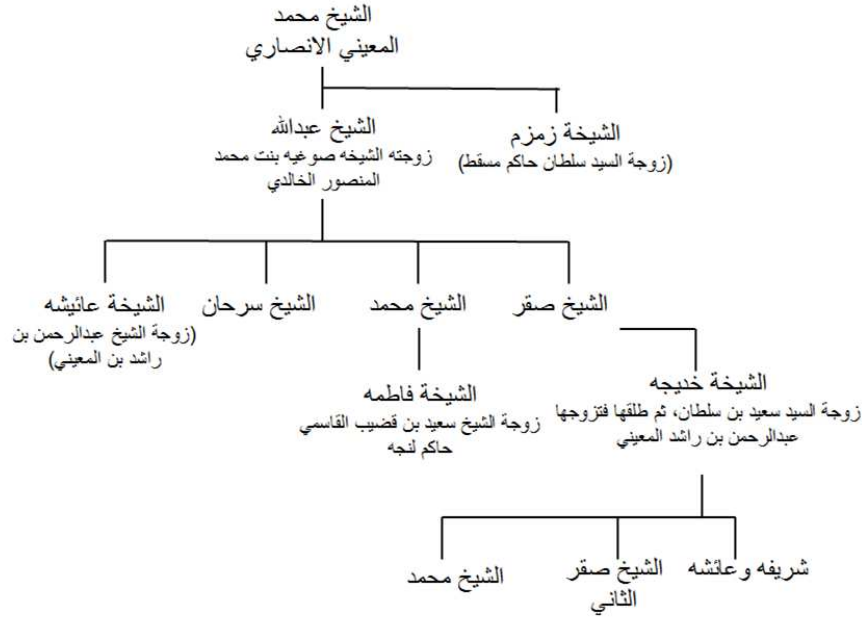 الشيخ محمد
المعيني الانصاري
الشيخة زمزم
(زوجة السيد سلطان حاكم مسقط)
الشيخ عبدالله
زوجته الشيخه صوغيه بنت محمد
المنصور الخالدي
الشيخ صقر
الشيخ محمد
الشيخ سرحان
الشيخة عائيشه
(زوجة الشيخ عبدالرحمن بن
راشد بن المعيني)
الشيخة خديجه
زوجة السيد سعيد بن سلطان، ثم طلقها فتزوجها
عبدالرحمن بن راشد المعيني
الشيخة فاطمه
زوجة الشيخ سعيد بن قضيب القاسمي
حاكم لنجه
شريفه وعائشه
الشيخ صقر
الثاني
الشيخ محمد